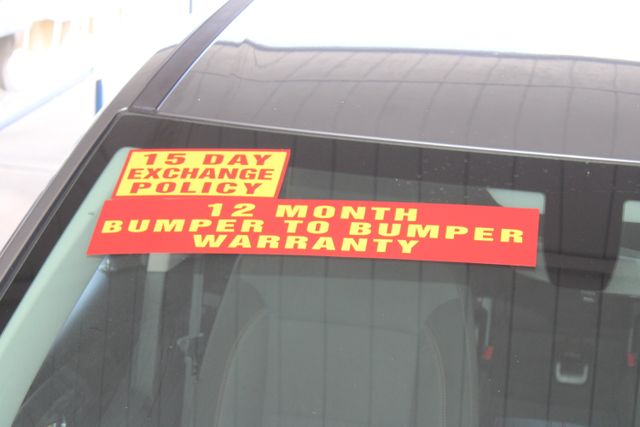 15 DAY
EXCHANGE
POLICY
12 MONTH
BUMPER TO BUMPER
WARRANTY